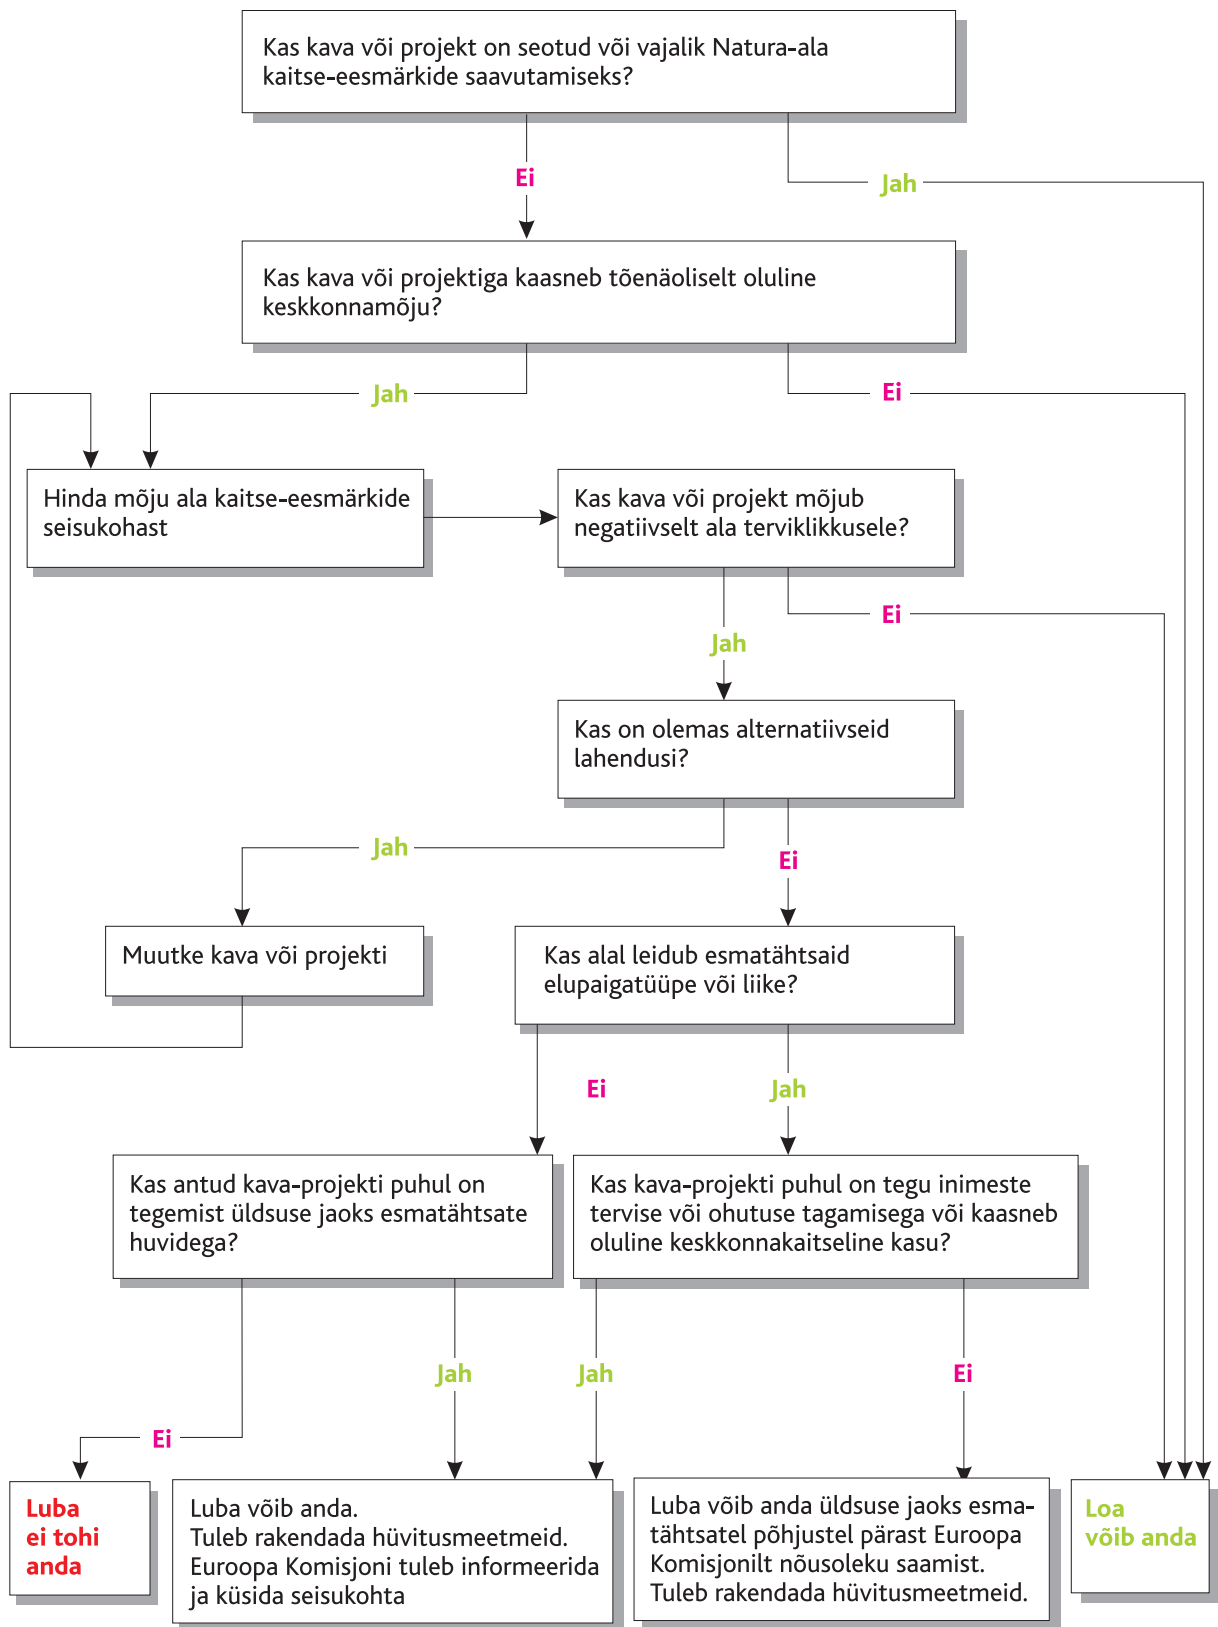 Kas kava või projekt on seotud või vajalik Natura-ala
kaitse-eesmärkide saavutamiseks?
Ei
Jah
Kas kava või projektiga kaasneb tõenäoliselt oluline
keskkonnamõju?
Jah
Ei
Hinda mõju ala kaitse-eesmärkide
seisukohast
Kas kava või projekt mõjub
negatiivselt ala terviklikkusele?
Ei
Jah
Kas on olemas alternatiivseid
lahendusi?
Jah
Ei
Muutke kava või projekti
Kas alal leidub esmatähtsaid
elupaigatüüpe või liike?
Ei
Jah
Kas antud kava-projekti puhul on
tegemist üldsuse jaoks esmatähtsate
huvidega?
Kas kava-projekti puhul on tegu inimeste
tervise või ohutuse tagamisega või kaasneb
oluline keskkonnakaitseline kasu?
Jah
Jah
Ei
Ei
Luba
ei tohi
anda
Luba võib anda.
Tuleb rakendada hüvitusmeetmeid.
Euroopa Komisjoni tuleb informeerida
ja küsida seisukohta
Luba võib anda üldsuse jaoks esma-
tähtsatel põhjustel pärast Euroopa
Komisjonilt nõusoleku saamist.
Tuleb rakendada hüvitusmeetmeid.
Loa
võib anda